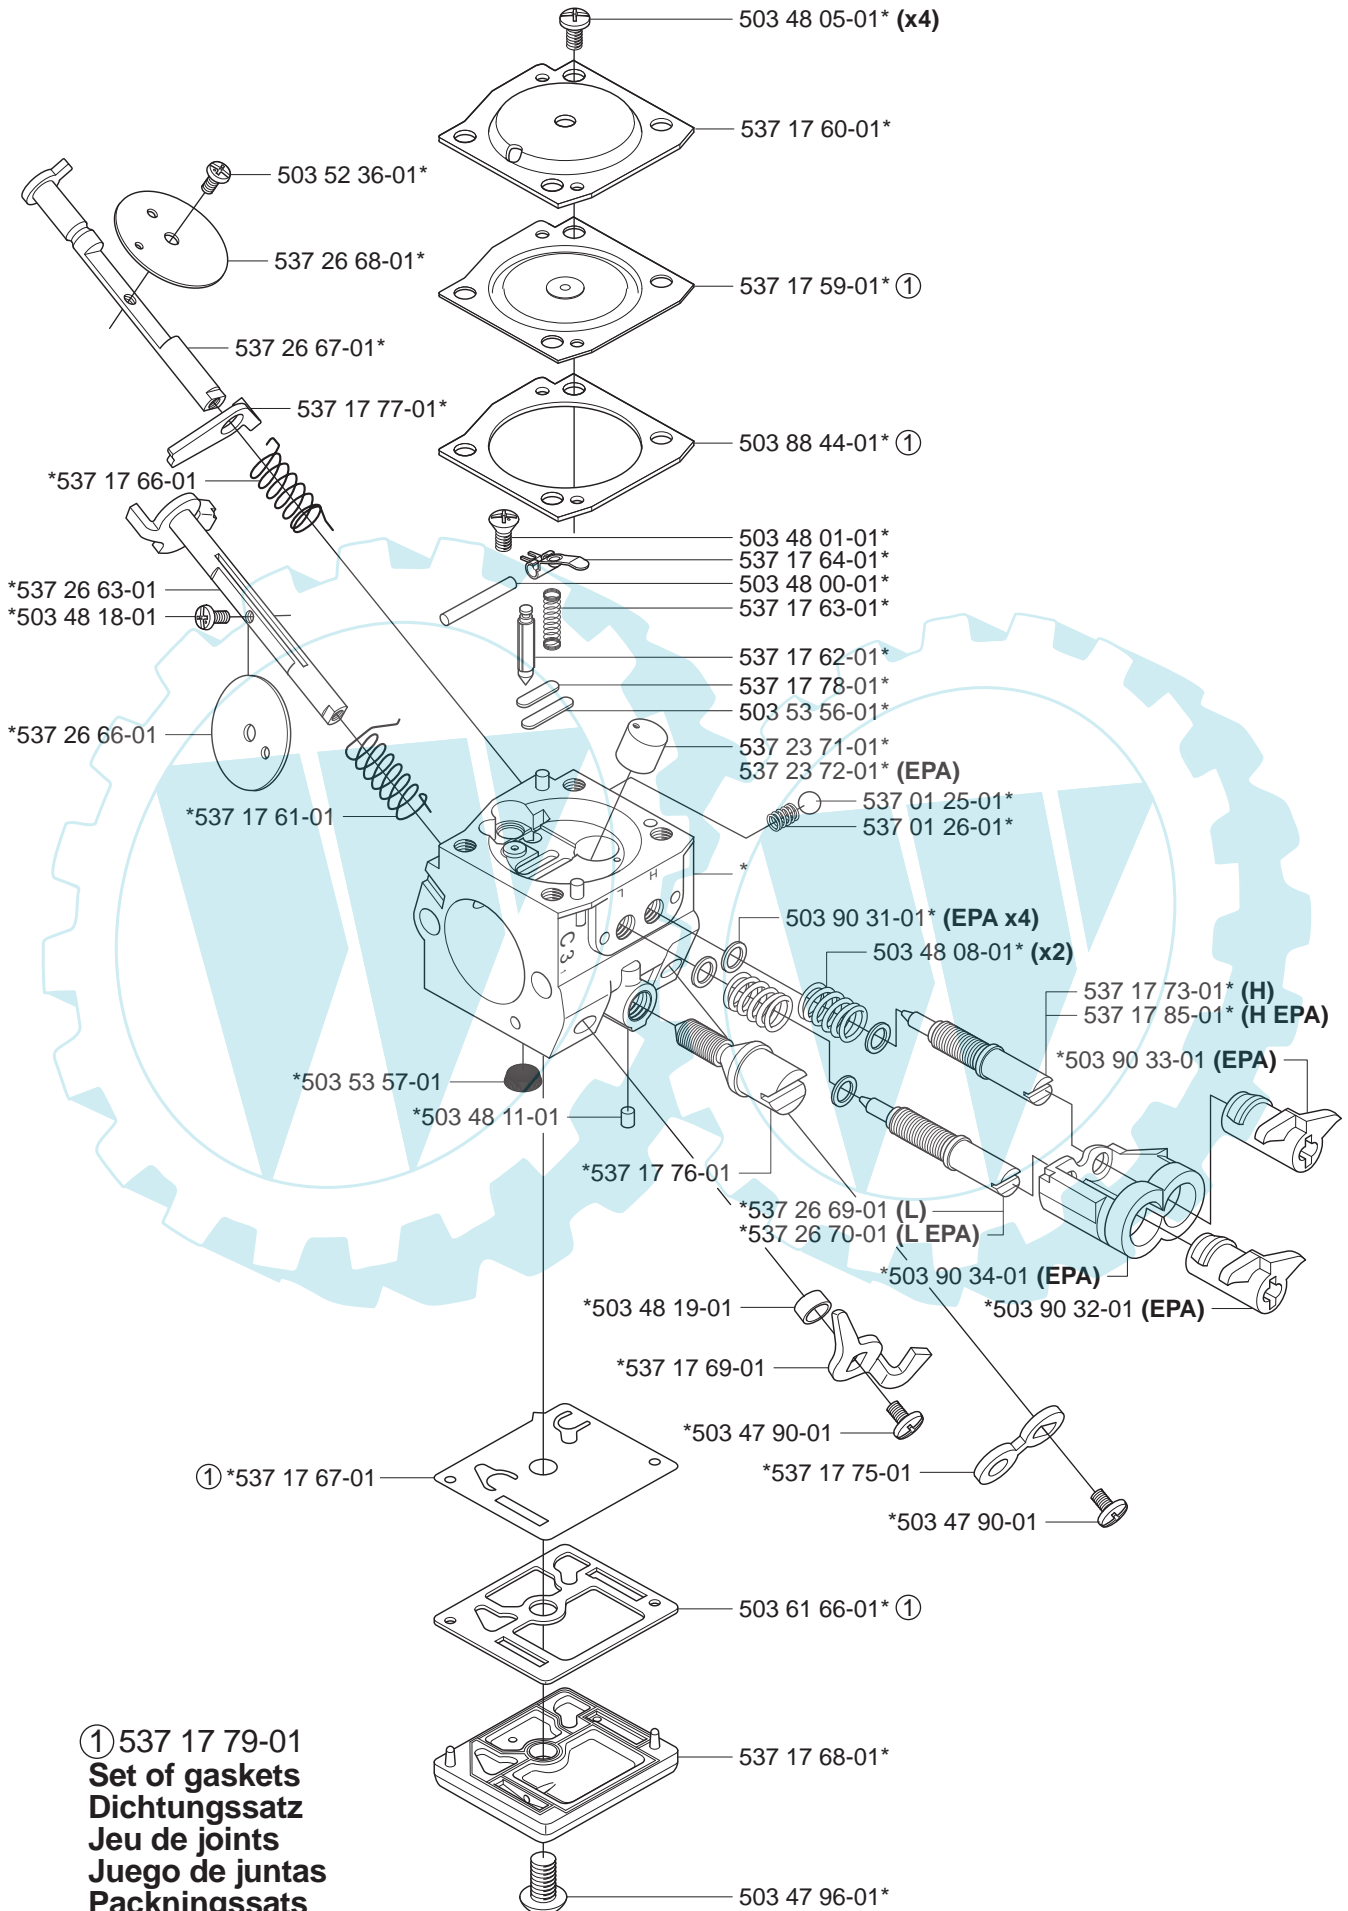 503 48 05-01* (x4)
537 17 60-01*
503 52 36-01*
537 26 68-01*
537 17 59-01* ①
537 26 67-01*
537 17 77-01*
503 88 44-01* ①
*537 17 66-01
503 48 01-01*
537 17 64-01*
503 48 00-01*
537 17 63-01*
*537 26 63-01
*503 48 18-01
537 17 62-01*
537 17 78-01*
503 53 56-01*
*537 26 66-01
537 23 71-01*
537 23 72-01* (EPA)
537 01 25-01*
537 01 26-01*
*537 17 61-01
*
H
L
C3
503 90 31-01* (EPA x4)
503 48 08-01* (x2)
537 17 73-01* (H)
537 17 85-01* (H EPA)
*503 90 33-01 (EPA)
*503 53 57-01
*503 48 11-01
*537 17 76-01
*537 26 69-01 (L)
*537 26 70-01 (L EPA)
*503 90 34-01 (EPA)
*503 90 32-01 (EPA)
*503 48 19-01
*537 17 69-01
*503 47 90-01
*537 17 75-01
*503 47 90-01
① *537 17 67-01
503 61 66-01* ①
537 17 68-01*
503 47 96-01*
① 537 17 79-01
Set of gaskets
Dichtungssatz
Jeu de joints
Juego de juntas
Packningssats